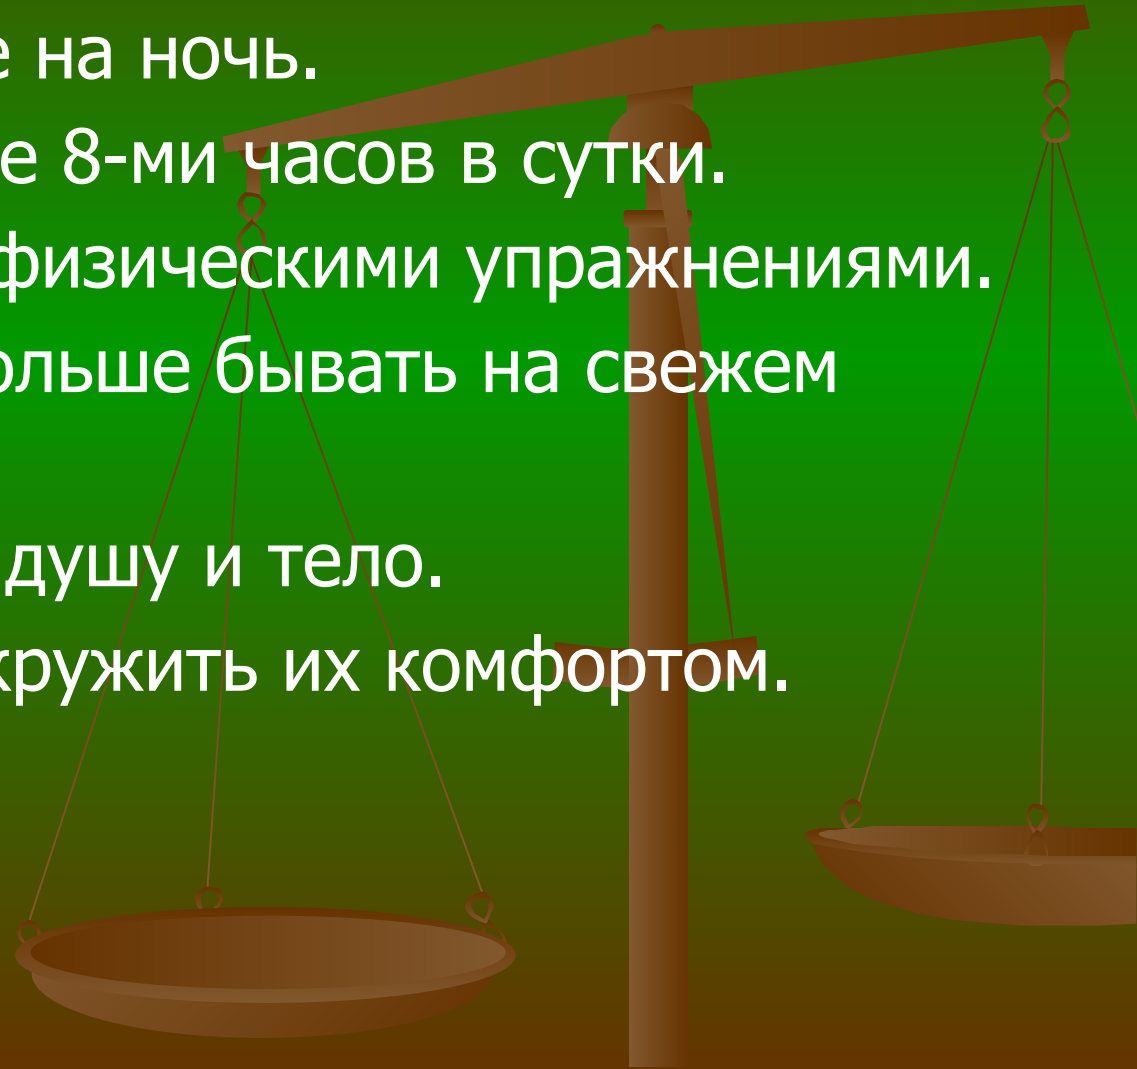 е на ночь.
е 8-ми часов в сутки.
физическими упражнениями.
ольше бывать на свежем
душу и тело.
кружить их комфортом.